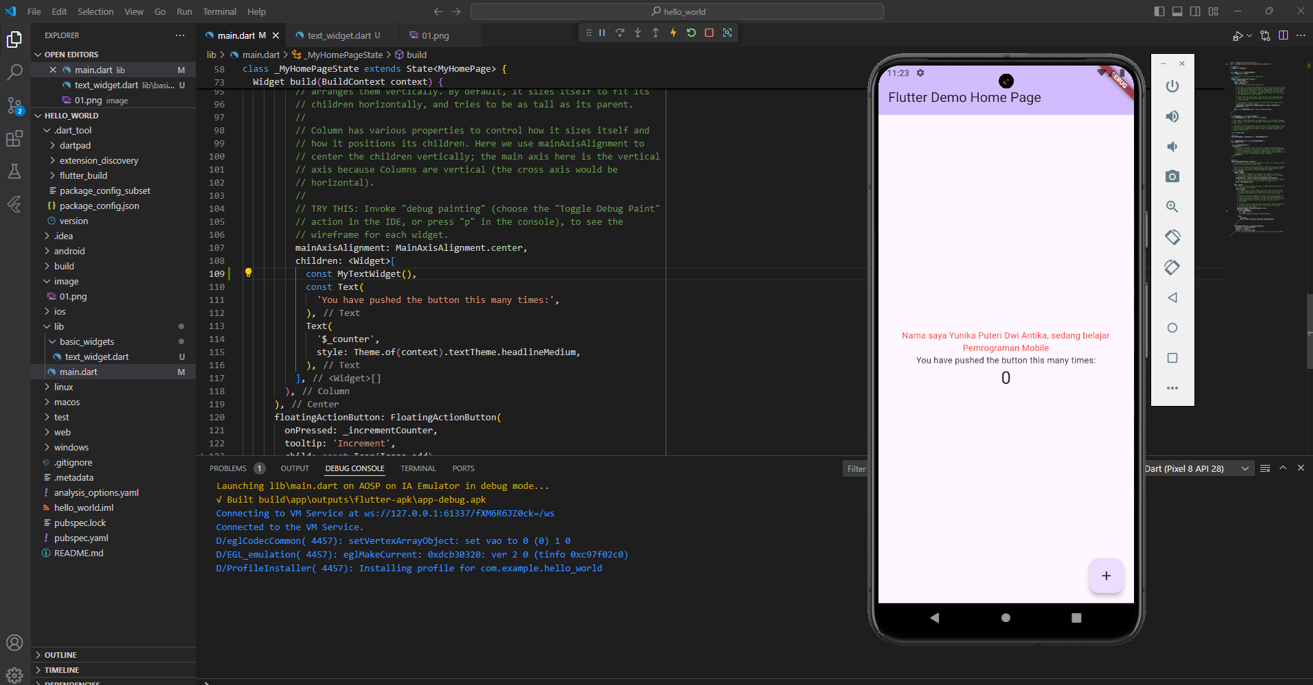 File Edit Selection View Go Run Terminal Help
hello_world
EXPLORER
OPEN EDITORS
main.dart lib M
text_widget.dart lib\basi... U
01.png image
HELLO_WORLD
.dart_tool
dartpad
extension_discovery
flutter_build
package_config_subset
package_config.json
version
.idea
android
build
image
01.png
ios
lib
basic_widgets
text_widget.dart U
main.dart M
linux
macos
test
web
windows
.gitignore
.metadata
analysis_options.yaml
hello_world.iml
pubspec.lock
pubspec.yaml
README.md
OUTLINE
TIMELINE
DEPENDENCIES
2
main.dart M
text_widget.dart U
01.png
lib > main.dart > _MyHomePageState > build
58 class _MyHomePageState extends State<MyHomePage> {
73 Widget build(BuildContext context) {
95 // arranges them vertically. By default, it sizes itself to fit its
96 // children horizontally, and tries to be as tall as its parent.
97 //
98 // Column has various properties to control how it sizes itself and
99 // how it positions its children. Here we use mainAxisAlignment to
100 // center the children vertically; the main axis here is the vertical
101 // axis because Columns are vertical (the cross axis would be
102 // horizontal).
103 //
104 // TRY THIS: Invoke "debug painting" (choose the "Toggle Debug Paint"
105 // action in the IDE, or press "p" in the console), to see the
106 // wireframe for each widget.
107 mainAxisAlignment: MainAxisAlignment.center,
108 children: <Widget>[
109 const MyTextWidget(),
110 const Text(
111 'You have pushed the button this many times:',
112 ), // Text
113 Text(
114 '$_counter',
115 style: Theme.of(context).textTheme.headlineMedium,
116 ), // Text
117 ], // <Widget>[]
118 ), // Column
119 ), // Center
120 floatingActionButton: FloatingActionButton(
121 onPressed: _incrementCounter,
122 tooltip: 'Increment',
123 child: const Icon(Icons.add),
PROBLEMS 1 OUTPUT DEBUG CONSOLE TERMINAL PORTS
Filter
Dart (Pixel 8 API 28)
Launching lib\main.dart on AOSP on IA Emulator in debug mode...
√ Built build\app\outputs\flutter-apk\app-debug.apk
Connecting to VM Service at ws://127.0.0.1:61337/fXM6R6JZ0ck=/ws
Connected to the VM Service.
D/eglCodecCommon( 4457): setVertexArrayObject: set vao to 0 (0) 1 0
D/EGL_emulation( 4457): eglMakeCurrent: 0xdcb30320: ver 2 0 (tinfo 0xc97f02c0)
D/ProfileInstaller( 4457): Installing profile for com.example.hello_world
11:23
DEBUG
Flutter Demo Home Page
Nama saya Yunika Puteri Dwi Antika, sedang belajar
Pemrograman Mobile
You have pushed the button this many times:
0